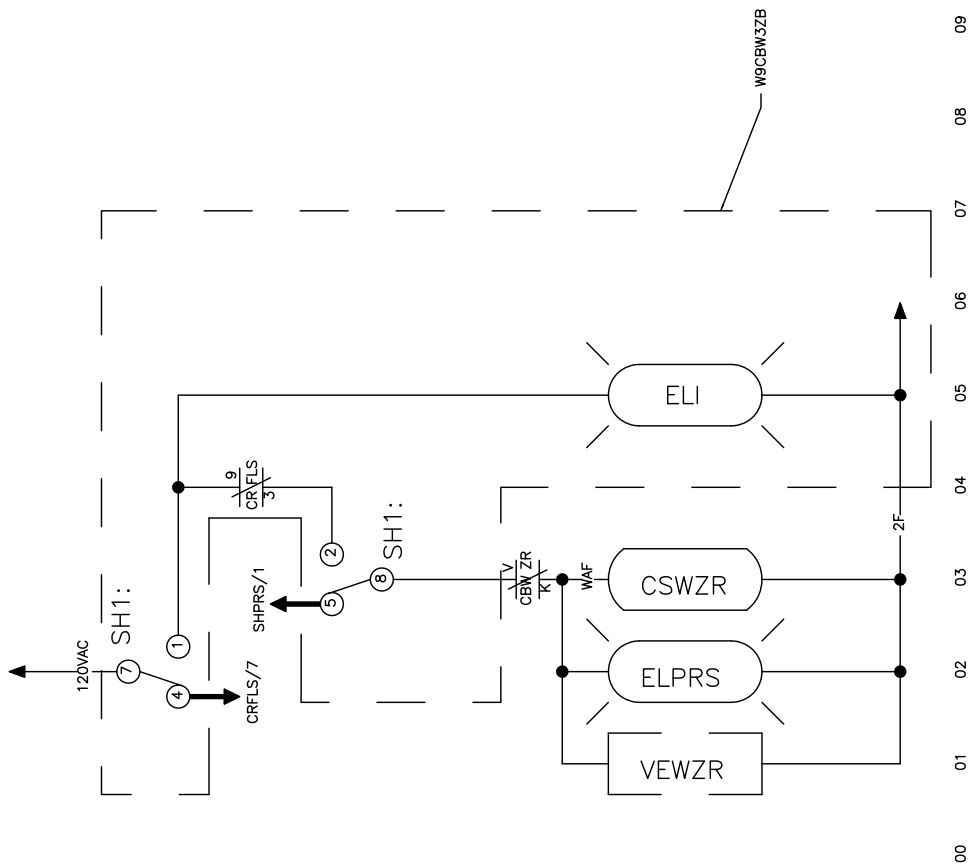 09
W9CBW3ZB
08
07
06
ELI
05
9
CRFLS
3
04
2
SH1:
8
5
SHPRS/1
V
CBW ZR
K
WAF
CSWZR
2F
03
SH1:
1
120VAC
7
4
CRFLS/7
ELPRS
02
VEWZR
01
00